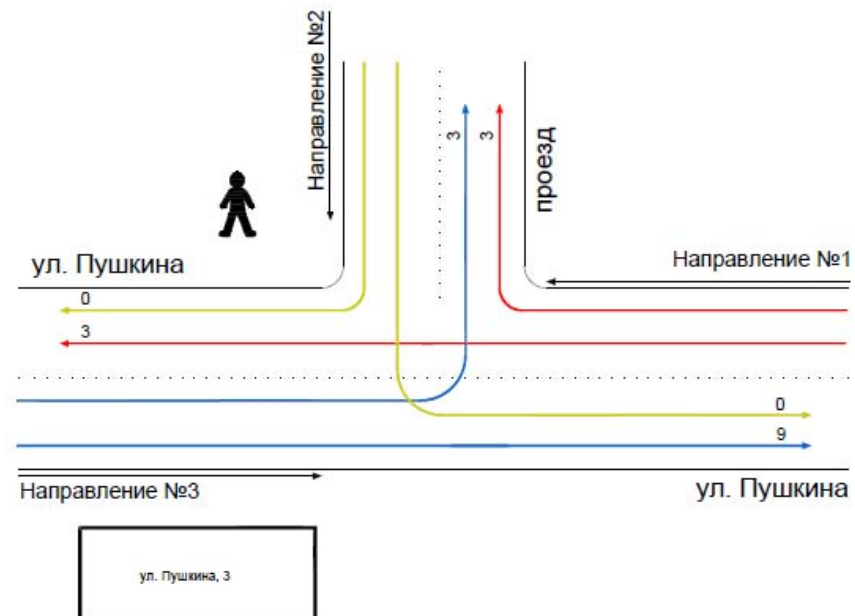 Направление №2
3
3
проезд
ул. Пушкина
Направление №1
0
3
0
9
Направление №3
ул. Пушкина
ул. Пушкина, 3